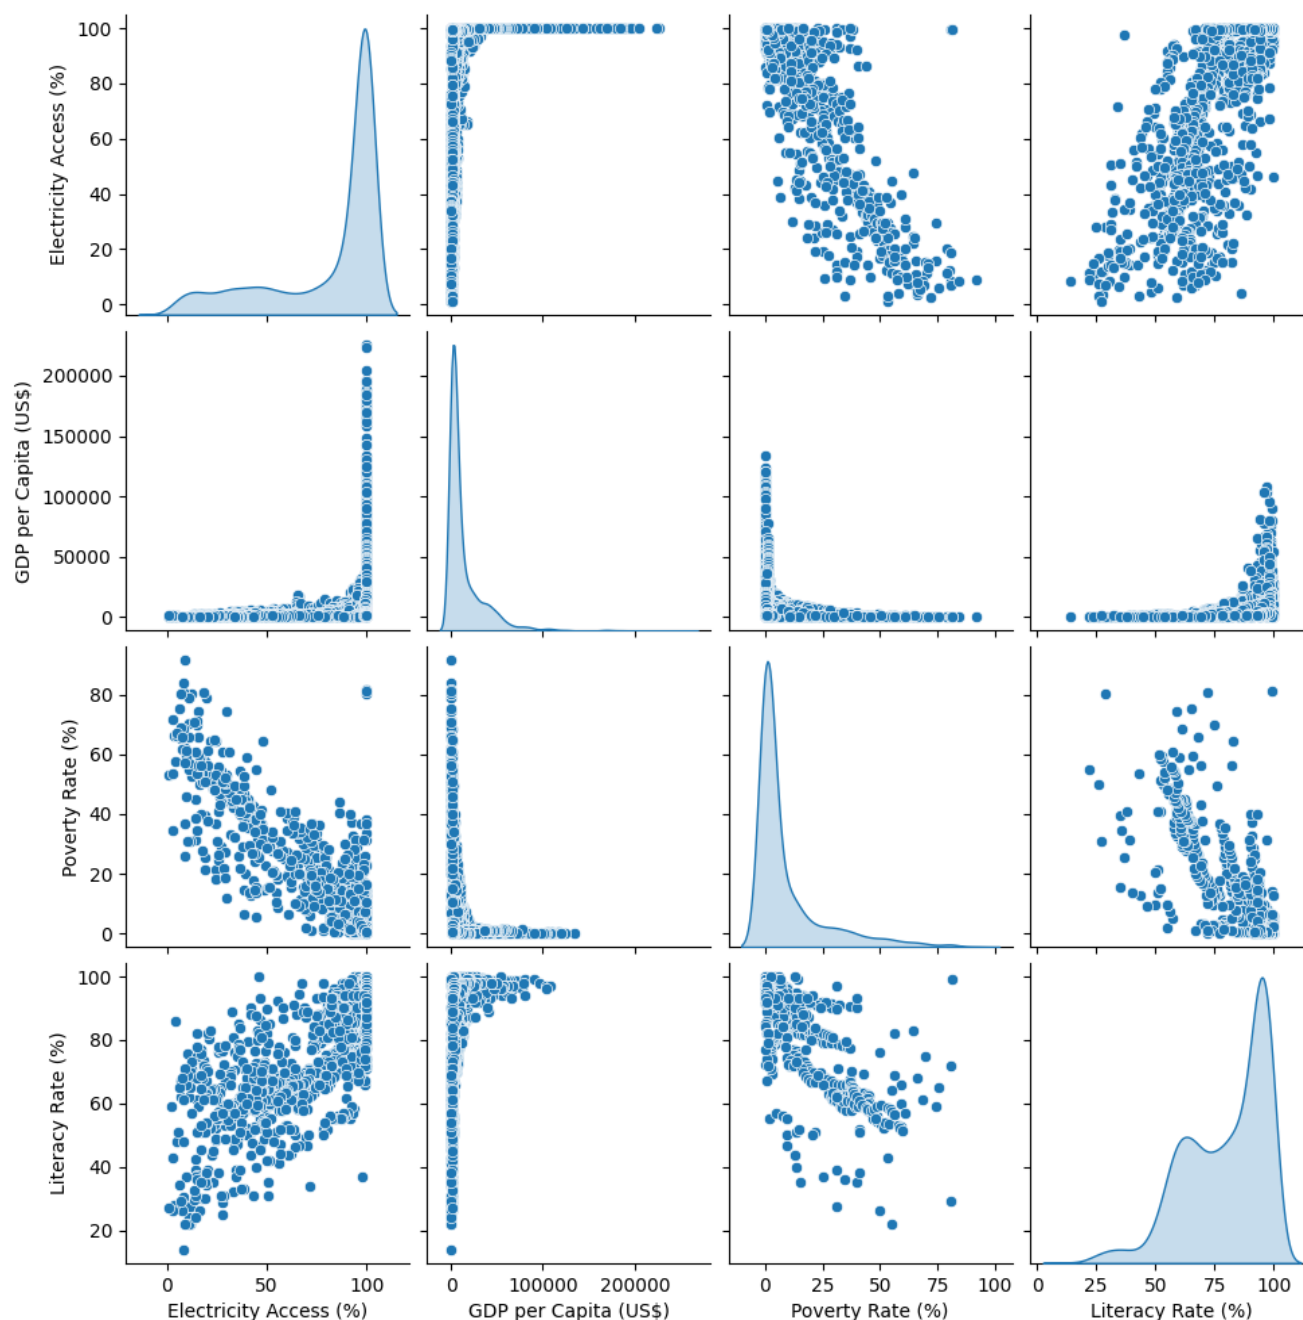 100
80
60
40
20
0
Electricity Access (%)
200000
150000
100000
50000
0
GDP per Capita (US$)
80
60
40
20
0
Poverty Rate (%)
100
80
60
40
20
Literacy Rate (%)
0 50 100
Electricity Access (%)
0 100000 200000
GDP per Capita (US$)
0 25 50 75 100
Poverty Rate (%)
0 25 50 75 100
Literacy Rate (%)